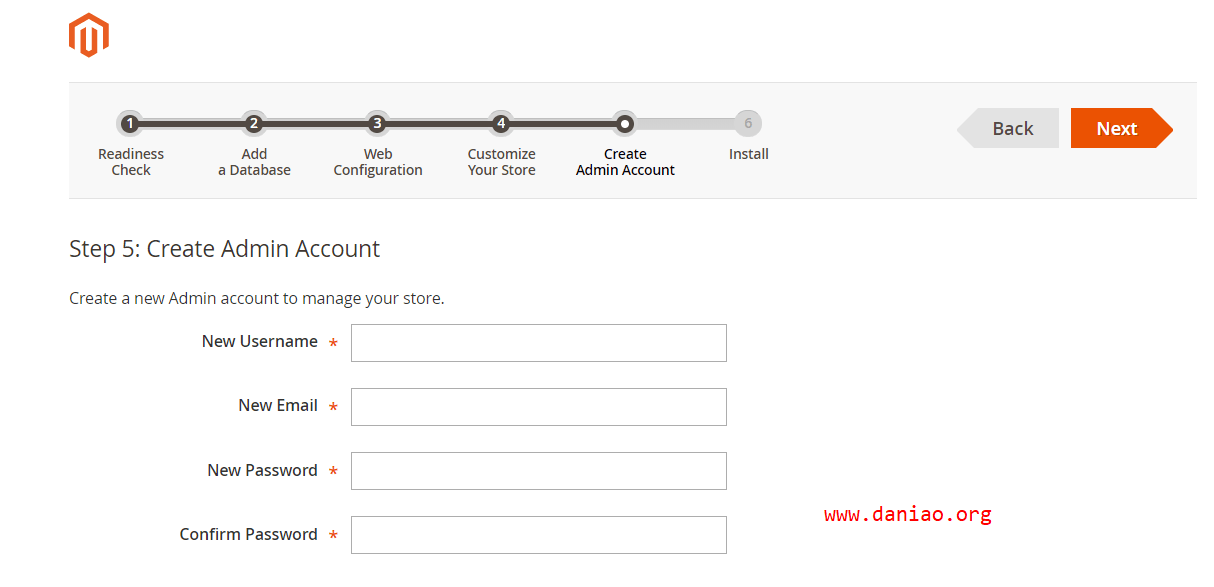 1 2 3 4 6
Readiness Check
Add a Database
Web Configuration
Customize Your Store
Create Admin Account
Install
Back
Next
Step 5: Create Admin Account
Create a new Admin account to manage your store.
New Username *
New Email *
New Password *
www.daniao.org
Confirm Password *